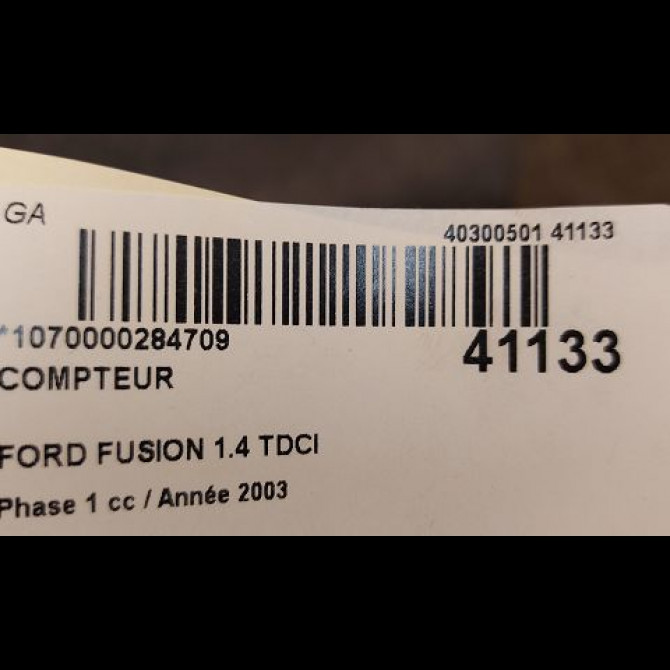 GA
40300501 41133
*1070000284709
41133
COMPTEUR
FORD FUSION 1.4 TDCI
Phase 1 cc / Année 2003